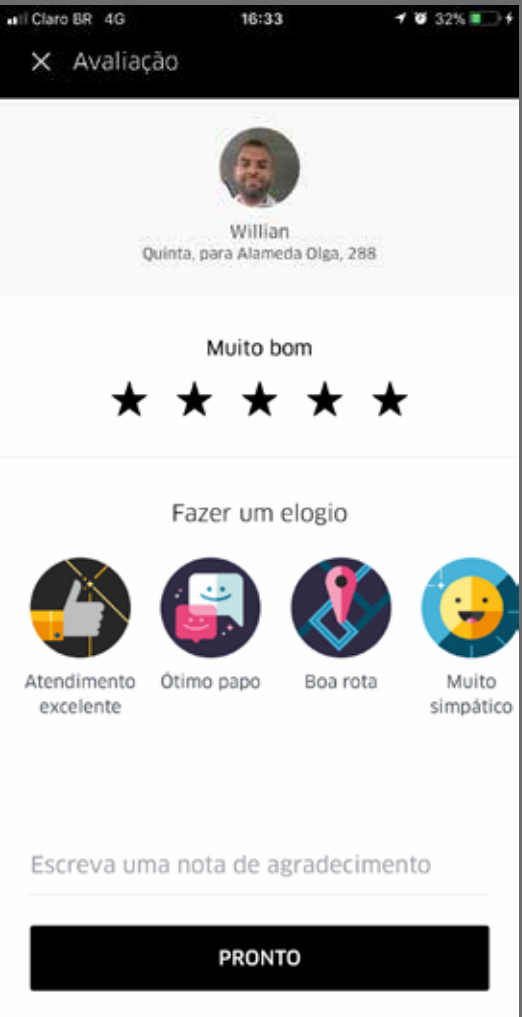 Claro BR 4G 16:33 32%
Avaliação
Willian
Quinta, para Alameda Olga, 288
Muito bom
Fazer um elogio
Atendimento excelente
Ótimo papo
Boa rota
Muito simpático
Escreva uma nota de agradecimento
PRONTO